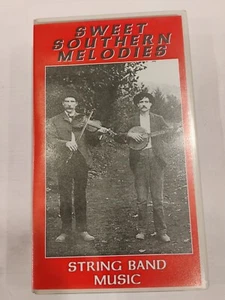 SWEET
SOUTHERN
MELODIES
STRING BAND
MUSIC